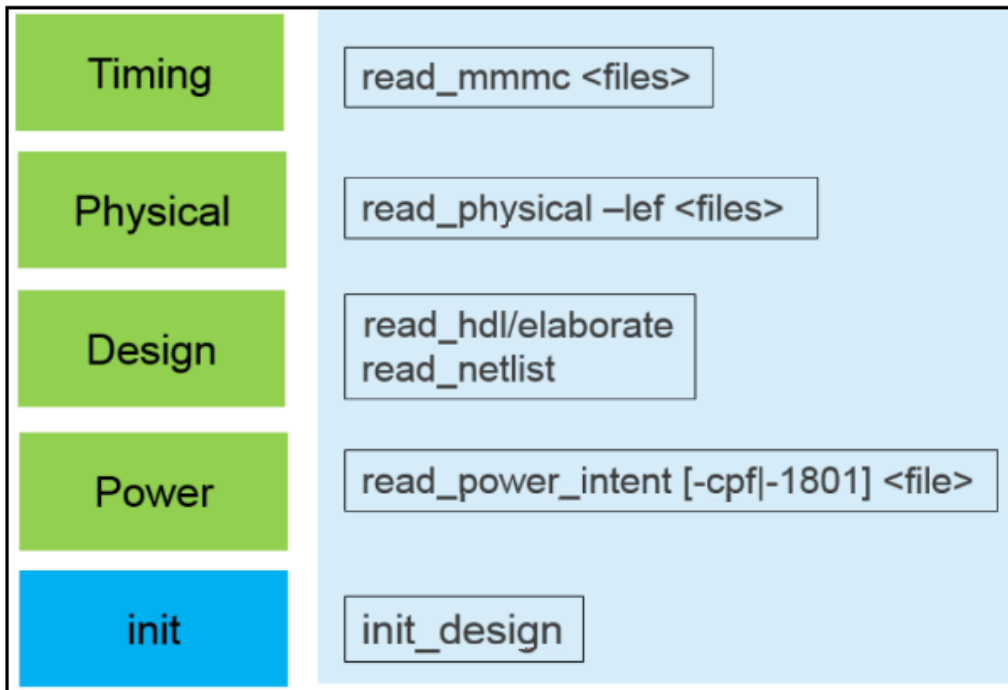 Timing
read_mmmc <files>
Physical
read_physical –lef <files>
Design
read_hdl/elaborate
read_netlist
Power
read_power_intent [-cpf|-1801] <file>
init
init_design